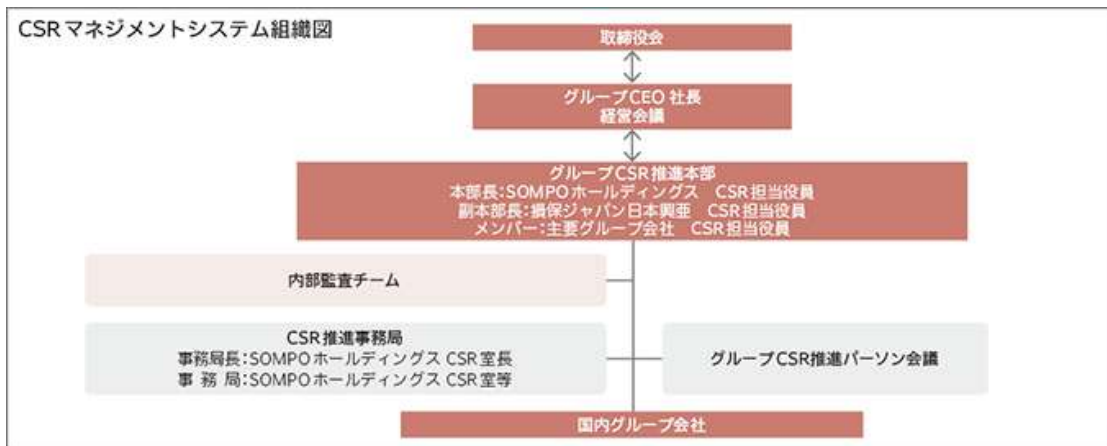 CSRマネジメントシステム組織図
取締役会
グループCEO 社長
経営会議
グループCSR推進本部
本部長：SOMPOホールディングス　CSR担当役員
副本部長：損保ジャパン日本興亜　CSR担当役員
メンバー：主要グループ会社　CSR担当役員
内部監査チーム
CSR推進事務局
事務局長：SOMPOホールディングス CSR室長
事 務 局：SOMPOホールディングス CSR室等
グループCSR推進パーソン会議
国内グループ会社